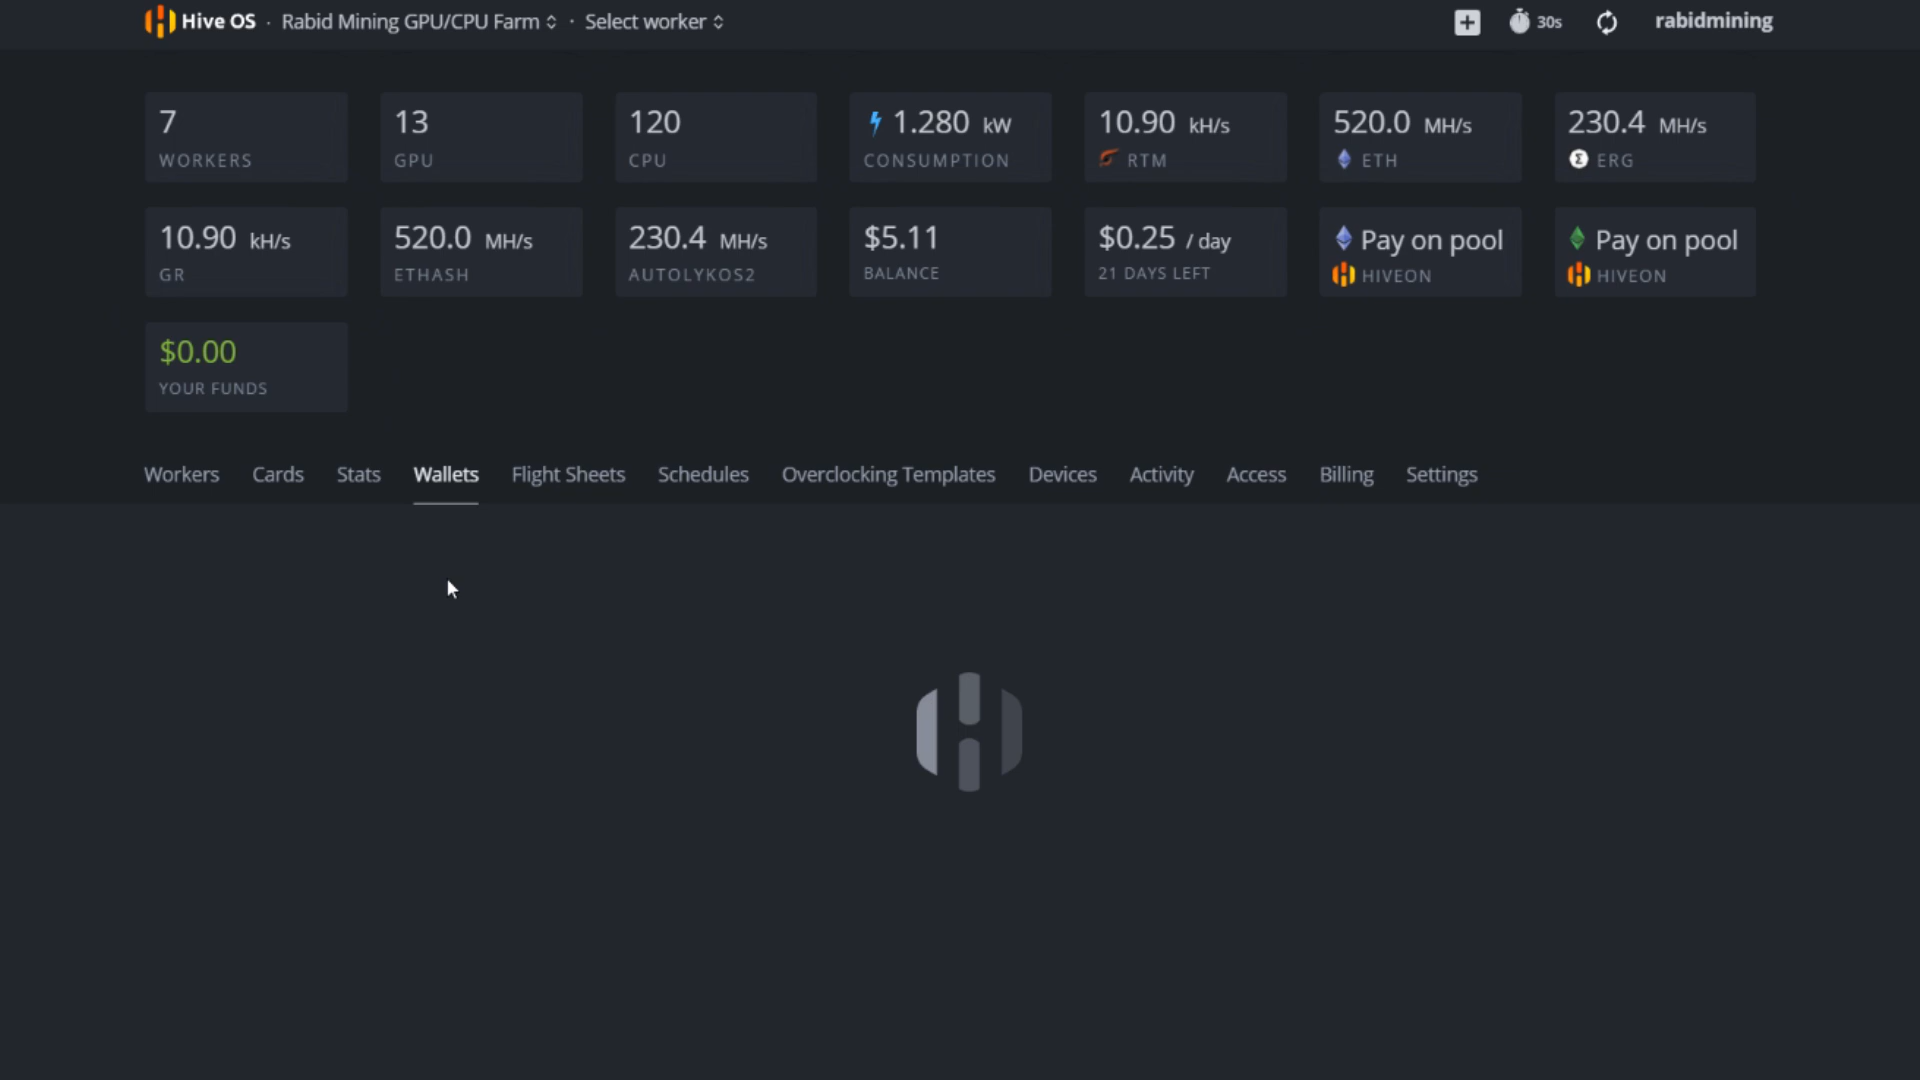 Hive OS · Rabid Mining GPU/CPU Farm · Select worker 30s rabidmining
7 13 120 1.280 kW 10.90 kH/s 520.0 MH/s 230.4 MH/s
WORKERS GPU CPU CONSUMPTION RTM ETH ERG
10.90 kH/s 520.0 MH/s 230.4 MH/s $5.11 $0.25 / day Pay on pool Pay on pool
GR ETHASH AUTOLYKOS2 BALANCE 21 DAYS LEFT HIVEON HIVEON
$0.00
YOUR FUNDS
Workers Cards Stats Wallets Flight Sheets Schedules Overclocking Templates Devices Activity Access Billing Settings